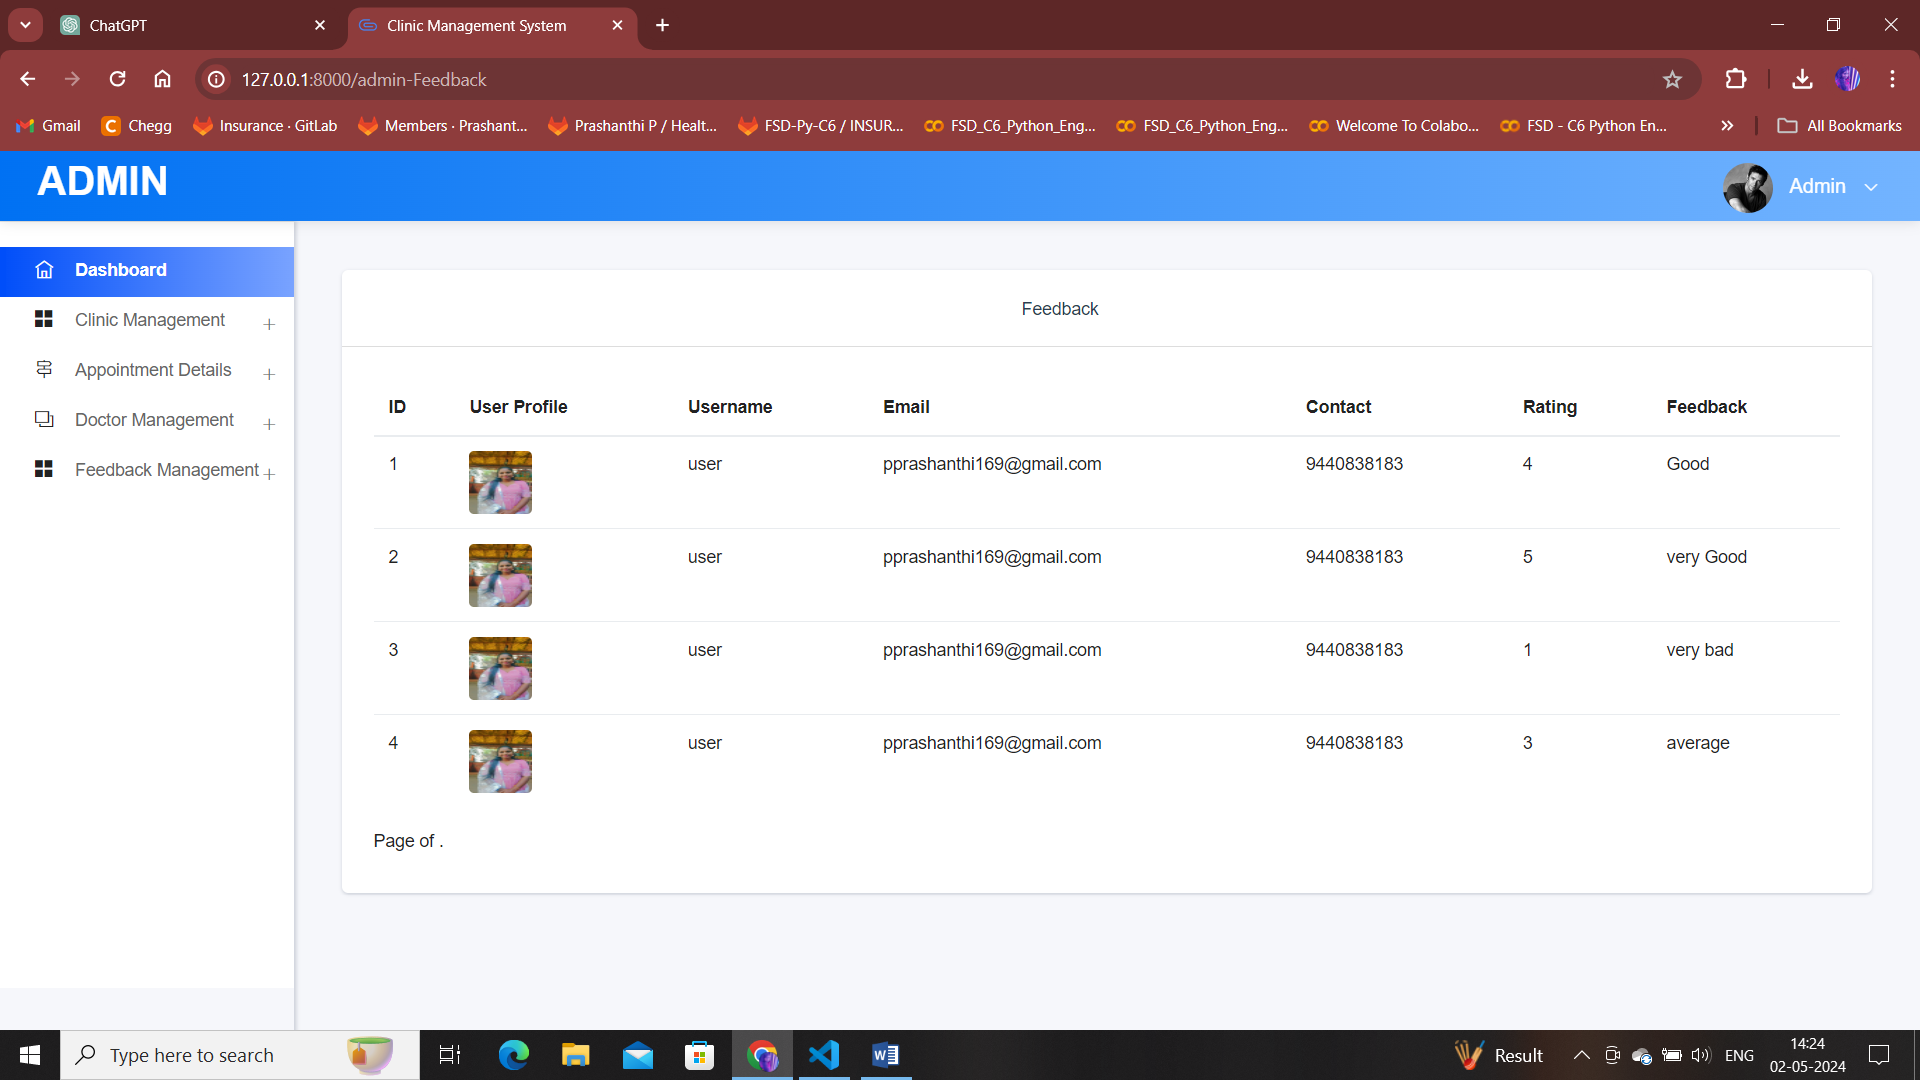 ChatGPT
Clinic Management System
127.0.0.1:8000/admin-Feedback
Gmail
Chegg
Insurance · GitLab
Members · Prashant...
Prashanthi P / Healt...
FSD-Py-C6 / INSUR...
FSD_C6_Python_Eng...
FSD_C6_Python_Eng...
Welcome To Colabo...
FSD - C6 Python En...
All Bookmarks
ADMIN
Admin
Dashboard
Clinic Management
Appointment Details
Doctor Management
Feedback Management
Feedback
ID User Profile Username Email Contact Rating Feedback
1 user pprashanthi169@gmail.com 9440838183 4 Good
2 user pprashanthi169@gmail.com 9440838183 5 very Good
3 user pprashanthi169@gmail.com 9440838183 1 very bad
4 user pprashanthi169@gmail.com 9440838183 3 average
Page of .
Type here to search
Result
ENG
14:24
02-05-2024